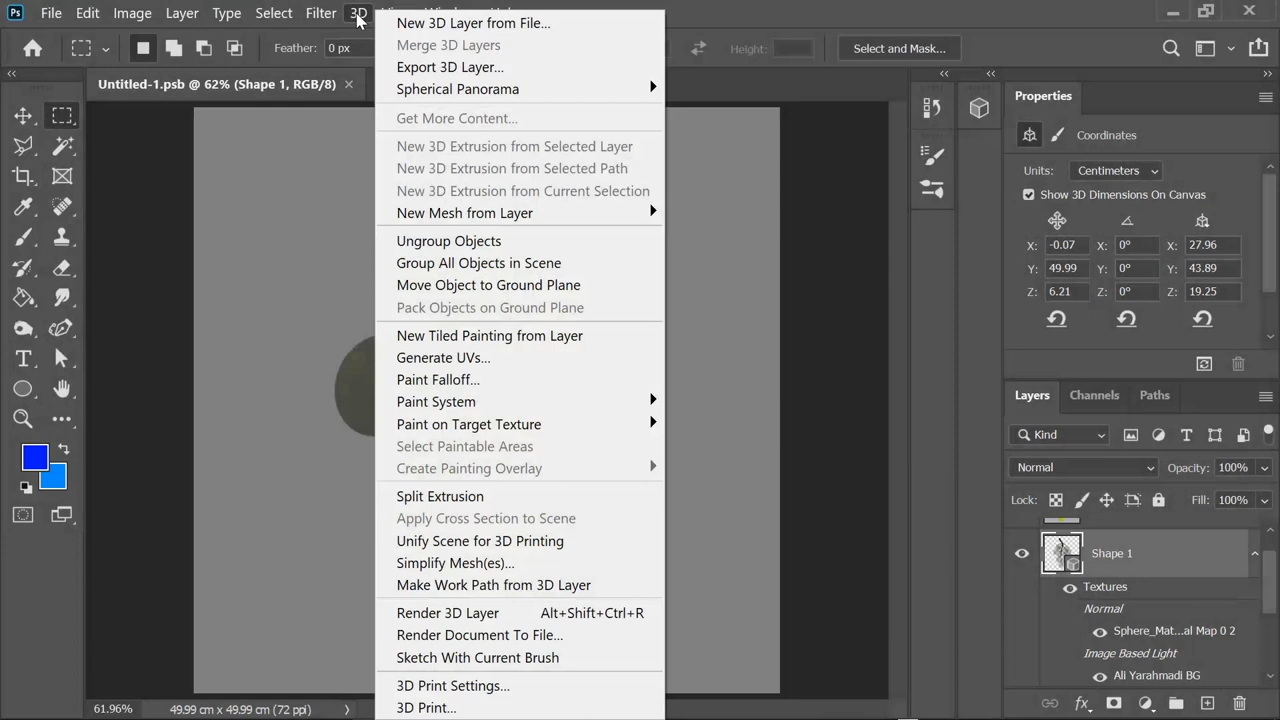 Ps File Edit Image Layer Type Select Filter 3D
Feather: 0 px Height: Select and Mask...
Untitled-1.psb @ 62% (Shape 1, RGB/8)
New 3D Layer from File...
Merge 3D Layers
Export 3D Layer...
Spherical Panorama
Get More Content...
New 3D Extrusion from Selected Layer
New 3D Extrusion from Selected Path
New 3D Extrusion from Current Selection
New Mesh from Layer
Ungroup Objects
Group All Objects in Scene
Move Object to Ground Plane
Pack Objects on Ground Plane
New Tiled Painting from Layer
Generate UVs...
Paint Falloff...
Paint System
Paint on Target Texture
Select Paintable Areas
Create Painting Overlay
Split Extrusion
Apply Cross Section to Scene
Unify Scene for 3D Printing
Simplify Mesh(es)...
Make Work Path from 3D Layer
Render 3D Layer Alt+Shift+Ctrl+R
Render Document To File...
Sketch With Current Brush
3D Print Settings...
3D Print...
Properties
Coordinates
Units: Centimeters
Show 3D Dimensions On Canvas
X: -0.07 X: 0° X: 27.96
Y: 49.99 Y: 0° Y: 43.89
Z: 6.21 Z: 0° Z: 19.25
Layers Channels Paths
Kind
Normal Opacity: 100%
Lock: Fill: 100%
Shape 1
Textures
Normal
Sphere_Mat...al Map 0 2
Image Based Light
Ali Yarahmadi BG
61.96% 49.99 cm x 49.99 cm (72 ppi)